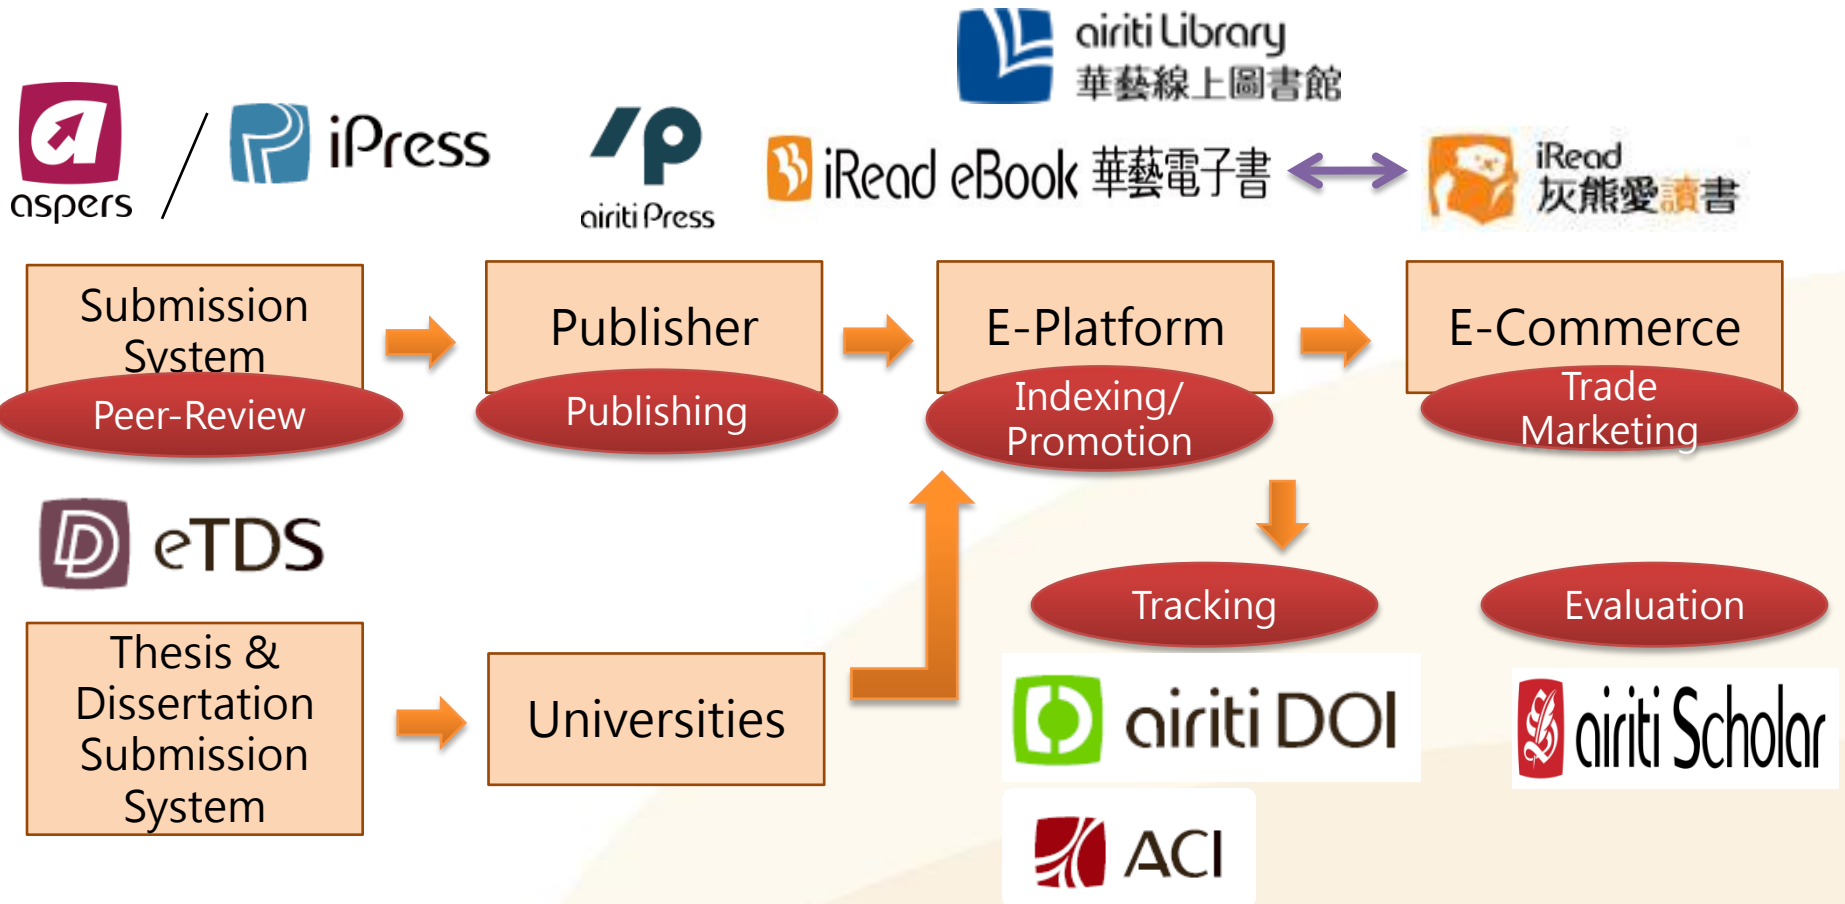 airiti Library
華藝線上圖書館
aspers
iPress
airiti Press
iRead eBook 華藝電子書
iRead
灰熊愛讀書
Submission
System
Peer-Review
Publisher
Publishing
E-Platform
Indexing/
Promotion
E-Commerce
Trade
Marketing
eTDS
Thesis &
Dissertation
Submission
System
Universities
Tracking
airiti DOI
ACI
Evaluation
airiti Scholar